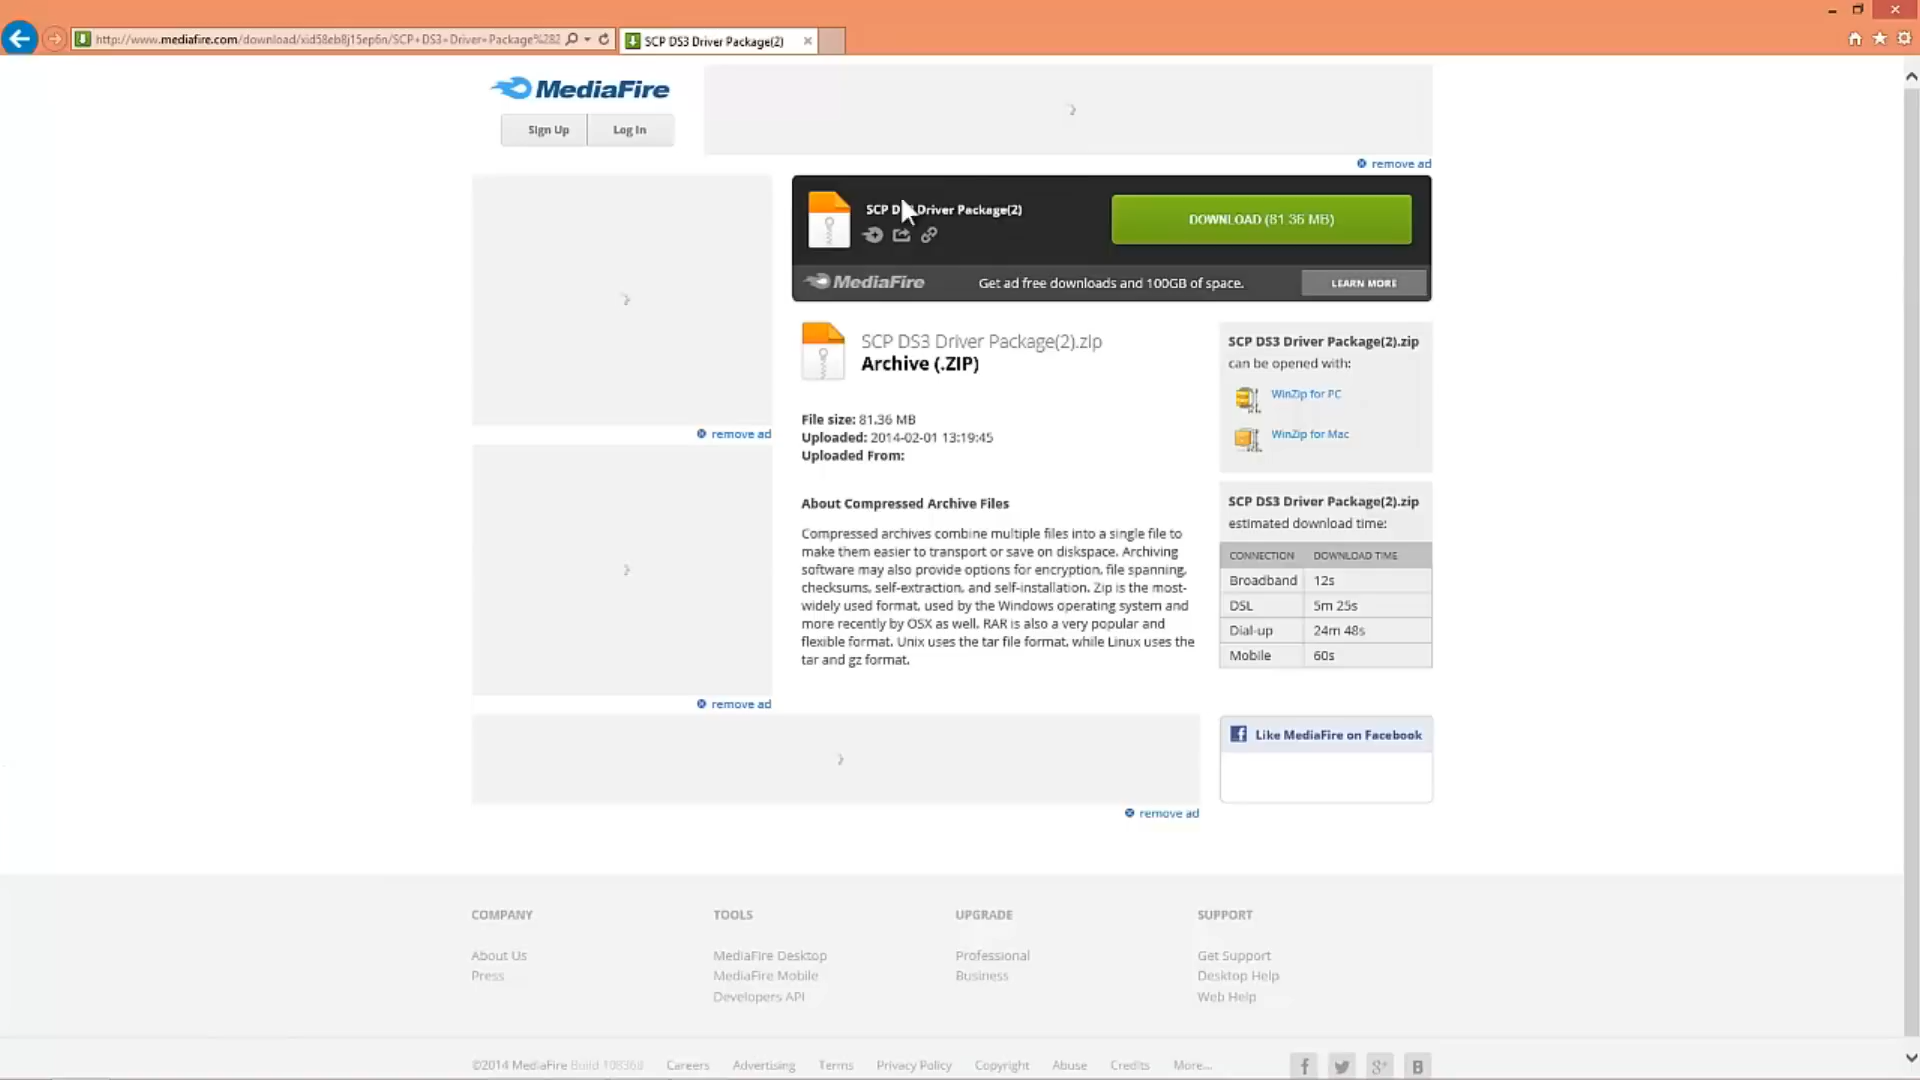 http://www.mediafire.com/download/xid58eb8j15ep6n/SCP+DS3+Driver+Package%282
SCP DS3 Driver Package(2)
MediaFire
Sign Up
Log In
remove ad
SCP DS3 Driver Package(2)
DOWNLOAD (81.36 MB)
MediaFire
Get ad free downloads and 100GB of space.
LEARN MORE
SCP DS3 Driver Package(2).zip
Archive (.ZIP)
File size: 81.36 MB
Uploaded: 2014-02-01 13:19:45
Uploaded From:
About Compressed Archive Files
Compressed archives combine multiple files into a single file to
make them easier to transport or save on diskspace. Archiving
software may also provide options for encryption, file spanning,
checksums, self-extraction, and self-installation. Zip is the most-
widely used format, used by the Windows operating system and
more recently by OSX as well. RAR is also a very popular and
flexible format. Unix uses the tar file format, while Linux uses the
tar and gz format.
SCP DS3 Driver Package(2).zip
can be opened with:
WinZip for PC
WinZip for Mac
SCP DS3 Driver Package(2).zip
estimated download time:
CONNECTION DOWNLOAD TIME
Broadband 12s
DSL 5m 25s
Dial-up 24m 48s
Mobile 60s
remove ad
remove ad
Like MediaFire on Facebook
remove ad
COMPANY
About Us
Press
TOOLS
MediaFire Desktop
MediaFire Mobile
Developers API
UPGRADE
Professional
Business
SUPPORT
Get Support
Desktop Help
Web Help
©2014 MediaFire Build
Careers
Advertising
Terms
Privacy Policy
Copyright
Abuse
Credits
More...